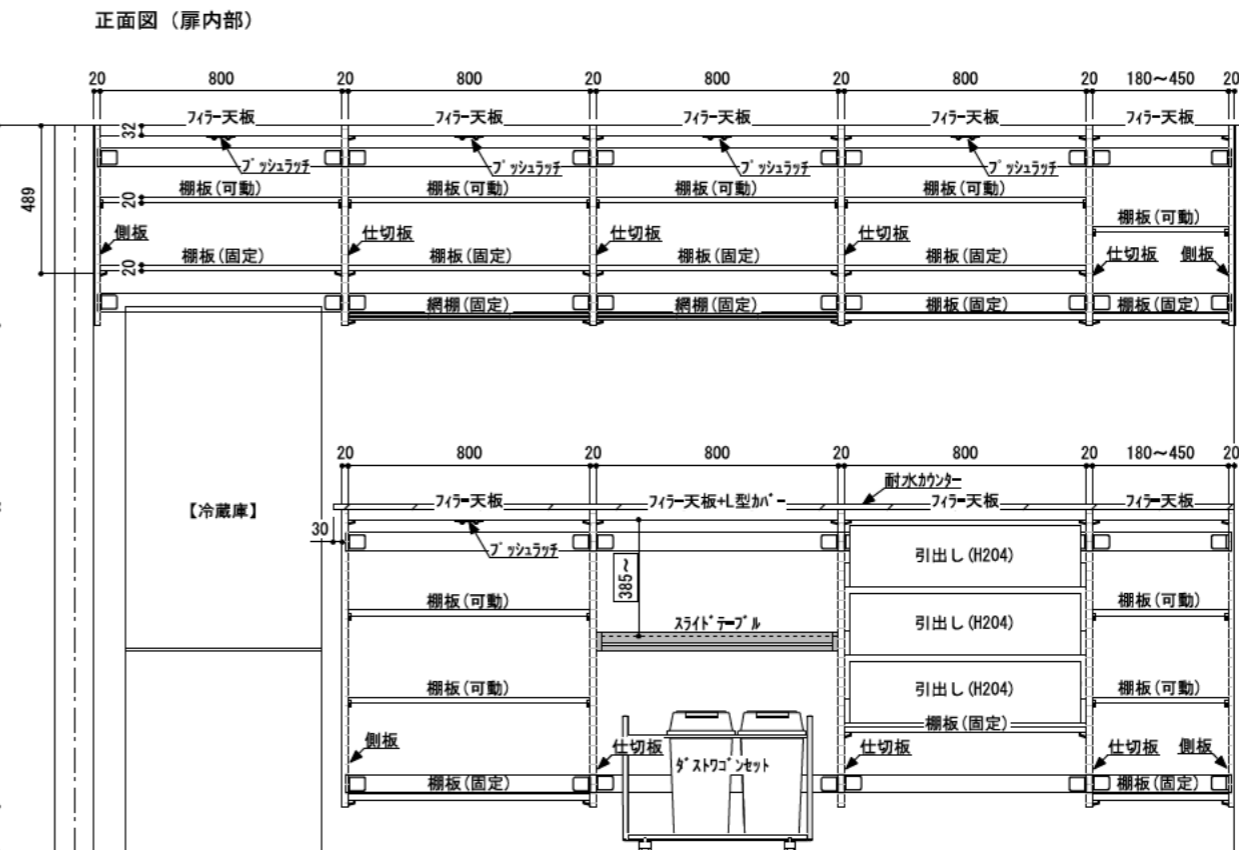 正面図（扉内部）
20 800 20 800 20 800 20 800 20 180～450 20
フィラー天板 フィラー天板 フィラー天板 フィラー天板 フィラー天板
32
プッシュラッチ プッシュラッチ プッシュラッチ プッシュラッチ
489
棚板(可動) 棚板(可動) 棚板(可動) 棚板(可動)
20
棚板(可動)
側板 仕切板 仕切板 仕切板
棚板(固定) 棚板(固定) 棚板(固定) 棚板(固定) 仕切板 側板
20
網棚(固定) 網棚(固定) 棚板(固定) 棚板(固定)
20 800 20 800 20 800 20 180～450 20
耐水カウンター
フィラー天板 フィラー天板+L型カバー フィラー天板 フィラー天板
【冷蔵庫】
30
プッシュラッチ
引出し(H204)
385～
棚板(可動) 棚板(可動)
スライドテーブル 引出し(H204)
棚板(可動) 引出し(H204) 棚板(可動)
棚板(固定)
側板 仕切板 仕切板 仕切板 側板
ダストワゴンセット
棚板(固定) 棚板(固定)